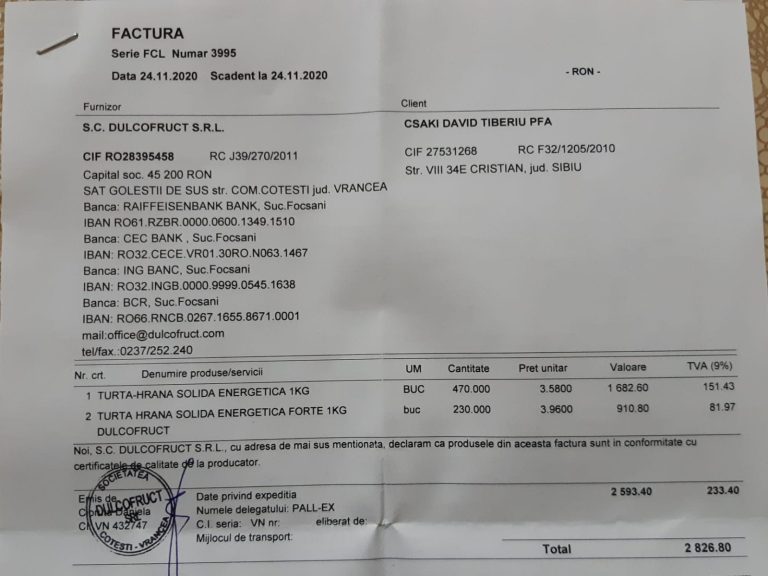 FACTURA
Serie FCL Numar 3995
Data 24.11.2020 Scadent la 24.11.2020
- RON -
Furnizor
Client
S.C. DULCOFRUCT S.R.L.
CSAKI DAVID TIBERIU PFA
CIF RO28395458 RC J39/270/2011
CIF 27531268 RC F32/1205/2010
Capital soc. 45 200 RON
Str. VIII 34E CRISTIAN, jud. SIBIU
SAT GOLESTII DE SUS str. COM.COTESTI jud. VRANCEA
Banca: RAIFFEISENBANK BANK, Suc.Focsani
IBAN RO61.RZBR.0000.0600.1349.1510
Banca: CEC BANK , Suc.Focsani
IBAN: RO32.CECE.VR01.30RO.N063.1467
Banca: ING BANC, Suc.Focsani
IBAN: RO32.INGB.0000.9999.0545.1638
Banca: BCR, Suc.Focsani
IBAN: RO66.RNCB.0267.1655.8671.0001
mail:office@dulcofruct.com
tel/fax.:0237/252.240
Nr. crt. Denumire produse/servicii UM Cantitate Pret unitar Valoare TVA (9%)
1 TURTA-HRANA SOLIDA ENERGETICA 1KG BUC 470.000 3.5800 1 682.60 151.43
2 TURTA HRANA SOLIDA ENERGETICA FORTE 1KG buc 230.000 3.9600 910.80 81.97
DULCOFRUCT
Noi, S.C. DULCOFRUCT S.R.L., cu adresa de mai sus mentionata, declaram ca produsele din aceasta factura sunt in conformitate cu
certificatele de calitate de la producator.
Emis de
Daniela
CI. VN 432747
SOCIETATEA
DULCOFRUCT
SRL
COTESTI - VRANCEA
Date privind expeditia
Numele delegatului: PALL-EX
C.I. seria: VN nr: eliberat de:
Mijlocul de transport:
2 593.40 233.40
Total 2 826.80